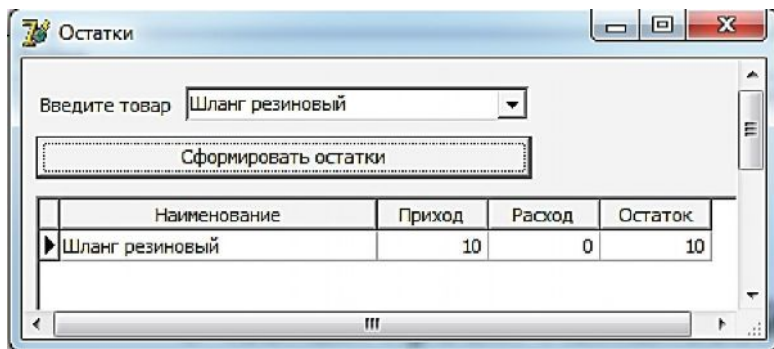 Остатки
Введите товар Шланг резиновый
Сформировать остатки
Наименование Приход Расход Остаток
Шланг резиновый 10 0 10